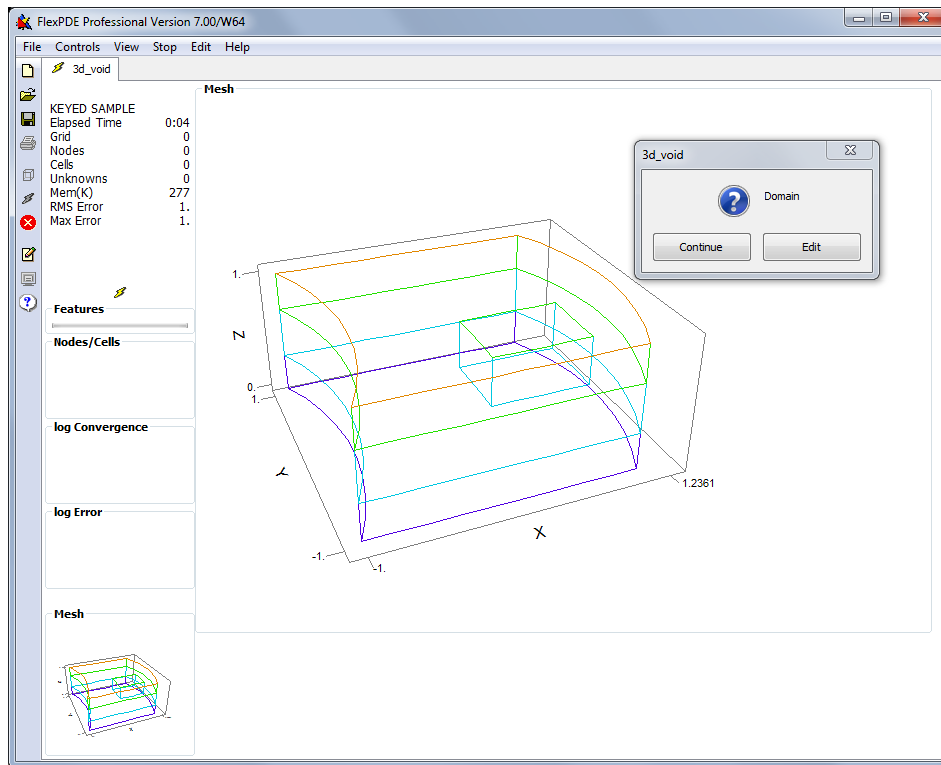 FlexPDE Professional Version 7.00/W64
File Controls View Stop Edit Help
3d_void
KEYED SAMPLE
Elapsed Time 0:04
Grid 0
Nodes 0
Cells 0
Unknowns 0
Mem(K) 277
RMS Error 1.
Max Error 1.
Features
Nodes/Cells
log Convergence
log Error
Mesh
Mesh
3d_void
Domain
Continue Edit
1.
Z
0.
1.
Y
-1.
-1.
X
1.2361